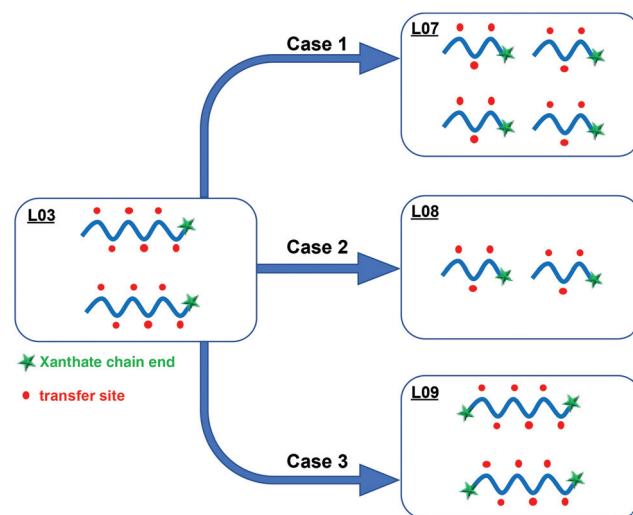 Case 1
L07
L03
Case 2
L08
Xanthate chain end
transfer site
Case 3
L09